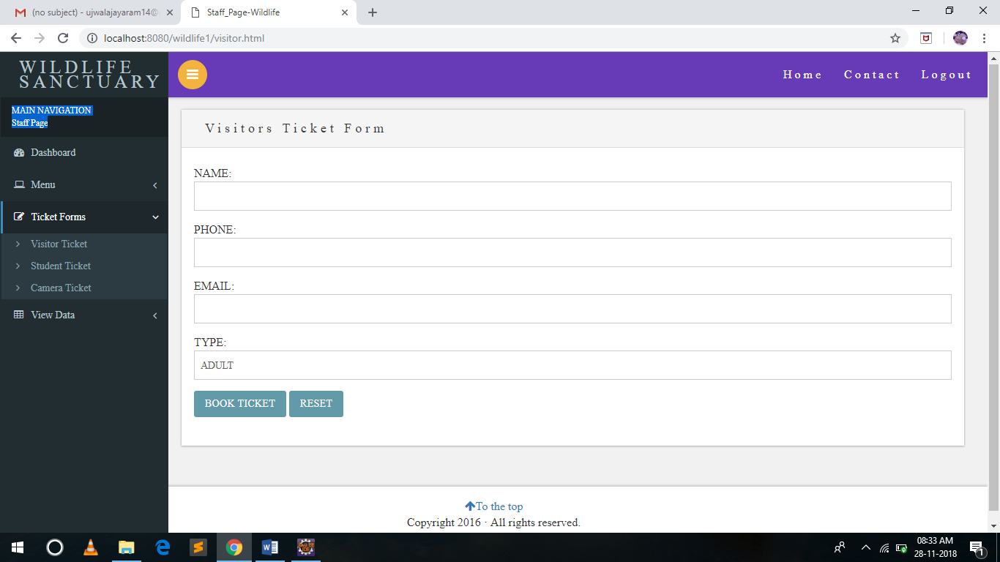 (no subject) - ujwalajayaram14@
Staff_Page-Wildlife
localhost:8080/wildlife1/visitor.html
WILDLIFE
SANCTUARY
Home Contact Logout
MAIN NAVIGATION
Staff Page
Dashboard
Menu
Ticket Forms
Visitor Ticket
Student Ticket
Camera Ticket
View Data
Visitors Ticket Form
NAME:
PHONE:
EMAIL:
TYPE:
ADULT
BOOK TICKET RESET
To the top
Copyright 2016 · All rights reserved.
08:33 AM
28-11-2018
1